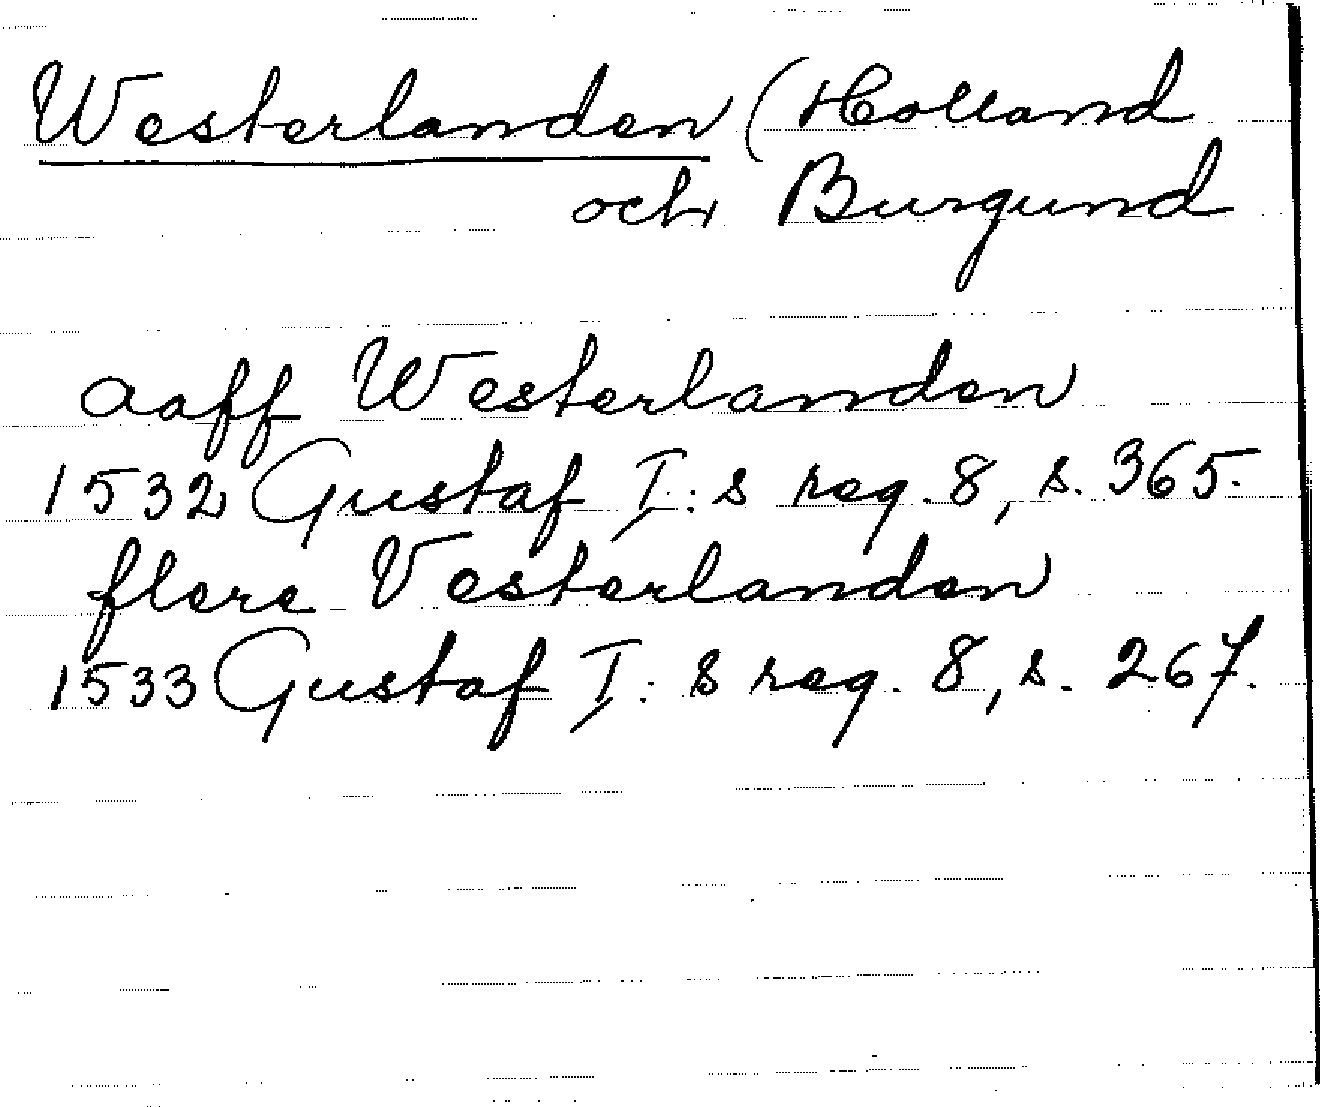 Westerlanden (Holland
och Burgund
aaff Westerlanden
1532 Gustaf I:s reg. 8, s. 365.
flere Vesterlanden
1533 Gustaf I:s reg. 8, s. 267.